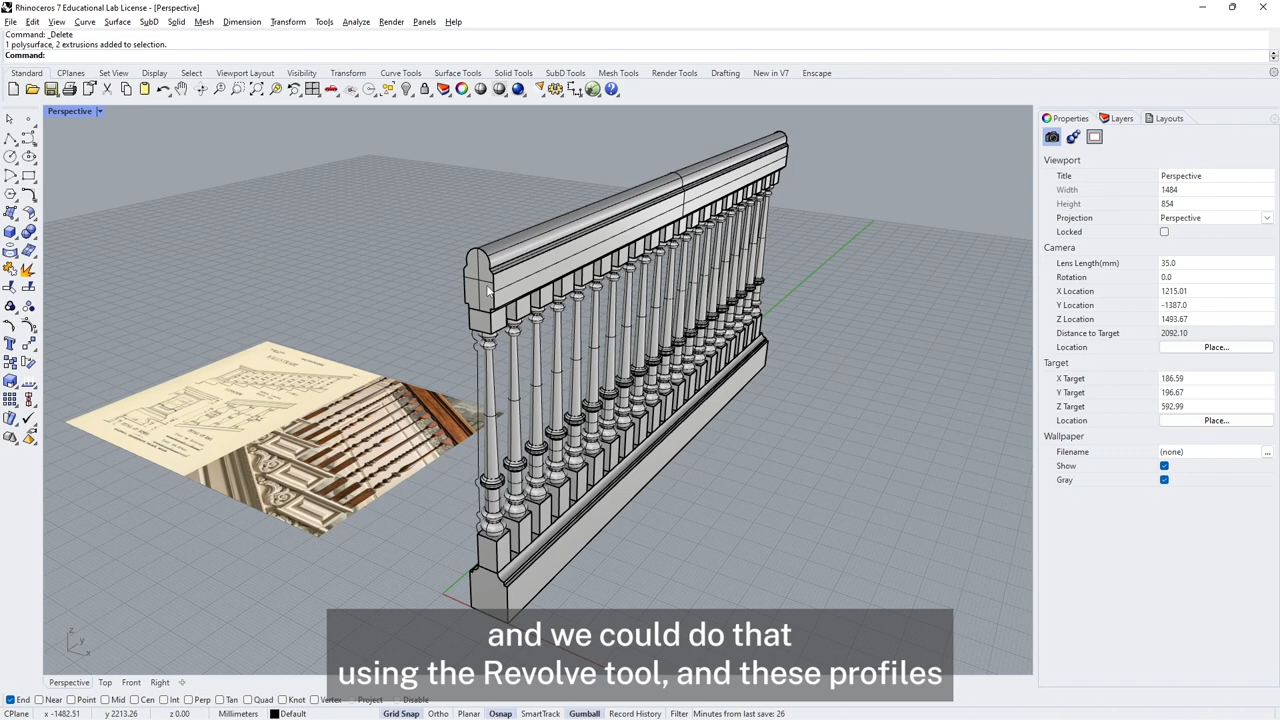 Rhinoceros 7 Educational Lab License - [Perspective]
File Edit View Curve Surface SubD Solid Mesh Dimension Transform Tools Analyze Render Panels Help
Command: _Delete
1 polysurface, 2 extrusions added to selection.
Command:
Standard CPlanes Set View Display Select Viewport Layout Visibility Transform Curve Tools Surface Tools Solid Tools SubD Tools Mesh Tools Render Tools Drafting New in V7 Enscape
Perspective
Properties Layers Layouts
Viewport
Title Perspective
Width 1484
Height 854
Projection Perspective
Locked
Camera
Lens Length(mm) 35.0
Rotation 0.0
X Location 1215.01
Y Location -1387.0
Z Location 1493.67
Distance to Target 2092.10
Location Place...
Target
X Target 186.59
Y Target 196.67
Z Target 592.99
Location Place...
Wallpaper
Filename (none) ...
Show
Gray
z
y
x
and we could do that
using the Revolve tool, and these profiles
Perspective Top Front Right
End Near Point Mid Cen Int Perp Tan Quad Knot Vertex Project Disable
CPlane x -1482.51 y 2213.26 z 0.00 Millimeters Default Grid Snap Ortho Planar Osnap SmartTrack Gumball Record History Filter Minutes from last save: 26